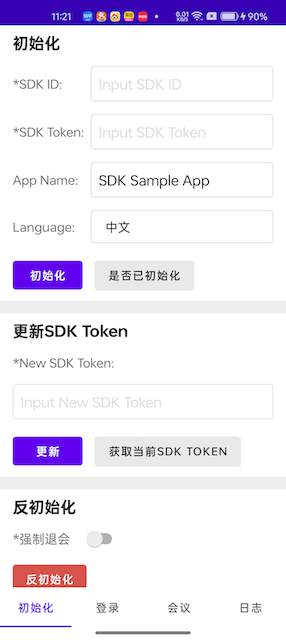 11:21 0.01 KB/S 90%
初始化
*SDK ID: Input SDK ID
*SDK Token: Input SDK Token
App Name: SDK Sample App
Language: 中文
初始化 是否已初始化
更新SDK Token
*New SDK Token:
Input New SDK Token
更新 获取当前SDK TOKEN
反初始化
*强制退会
反初始化
初始化 登录 会议 日志